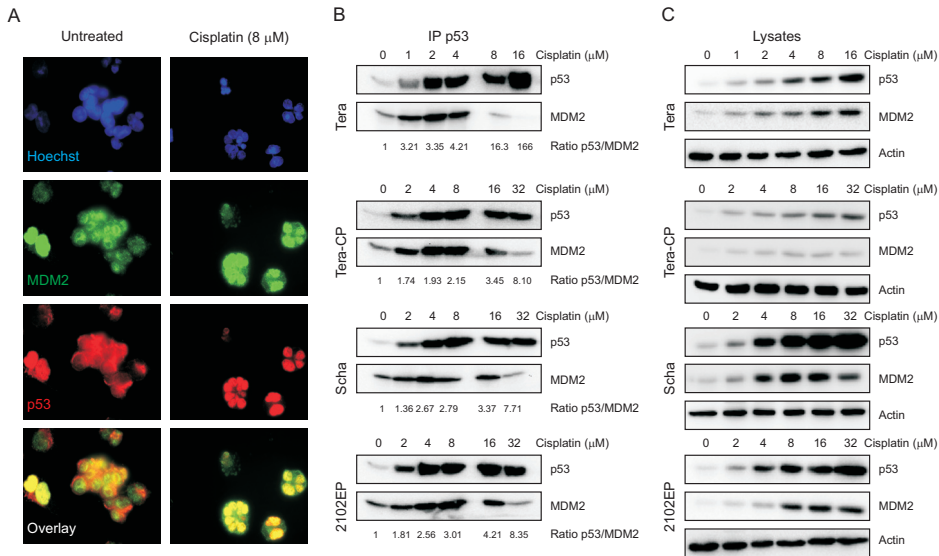 A
Untreated
Cisplatin (8 μM)
Hoechst
MDM2
p53
Overlay
B
IP p53
0 1 2 4 8 16 Cisplatin (μM)
Tera
p53
MDM2
1 3.21 3.35 4.21 16.3 166 Ratio p53/MDM2
0 2 4 8 16 32 Cisplatin (μM)
Tera-CP
p53
MDM2
1 1.74 1.93 2.15 3.45 8.10 Ratio p53/MDM2
0 2 4 8 16 32 Cisplatin (μM)
Scha
p53
MDM2
1 1.36 2.67 2.79 3.37 7.71 Ratio p53/MDM2
0 2 4 8 16 32 Cisplatin (μM)
2102EP
p53
MDM2
1 1.81 2.56 3.01 4.21 8.35 Ratio p53/MDM2
C
Lysates
0 1 2 4 8 16 Cisplatin (μM)
Tera
p53
MDM2
Actin
0 2 4 8 16 32 Cisplatin (μM)
Tera-CP
p53
MDM2
Actin
0 2 4 8 16 32 Cisplatin (μM)
Scha
p53
MDM2
Actin
0 2 4 8 16 32 Cisplatin (μM)
2102EP
p53
MDM2
Actin